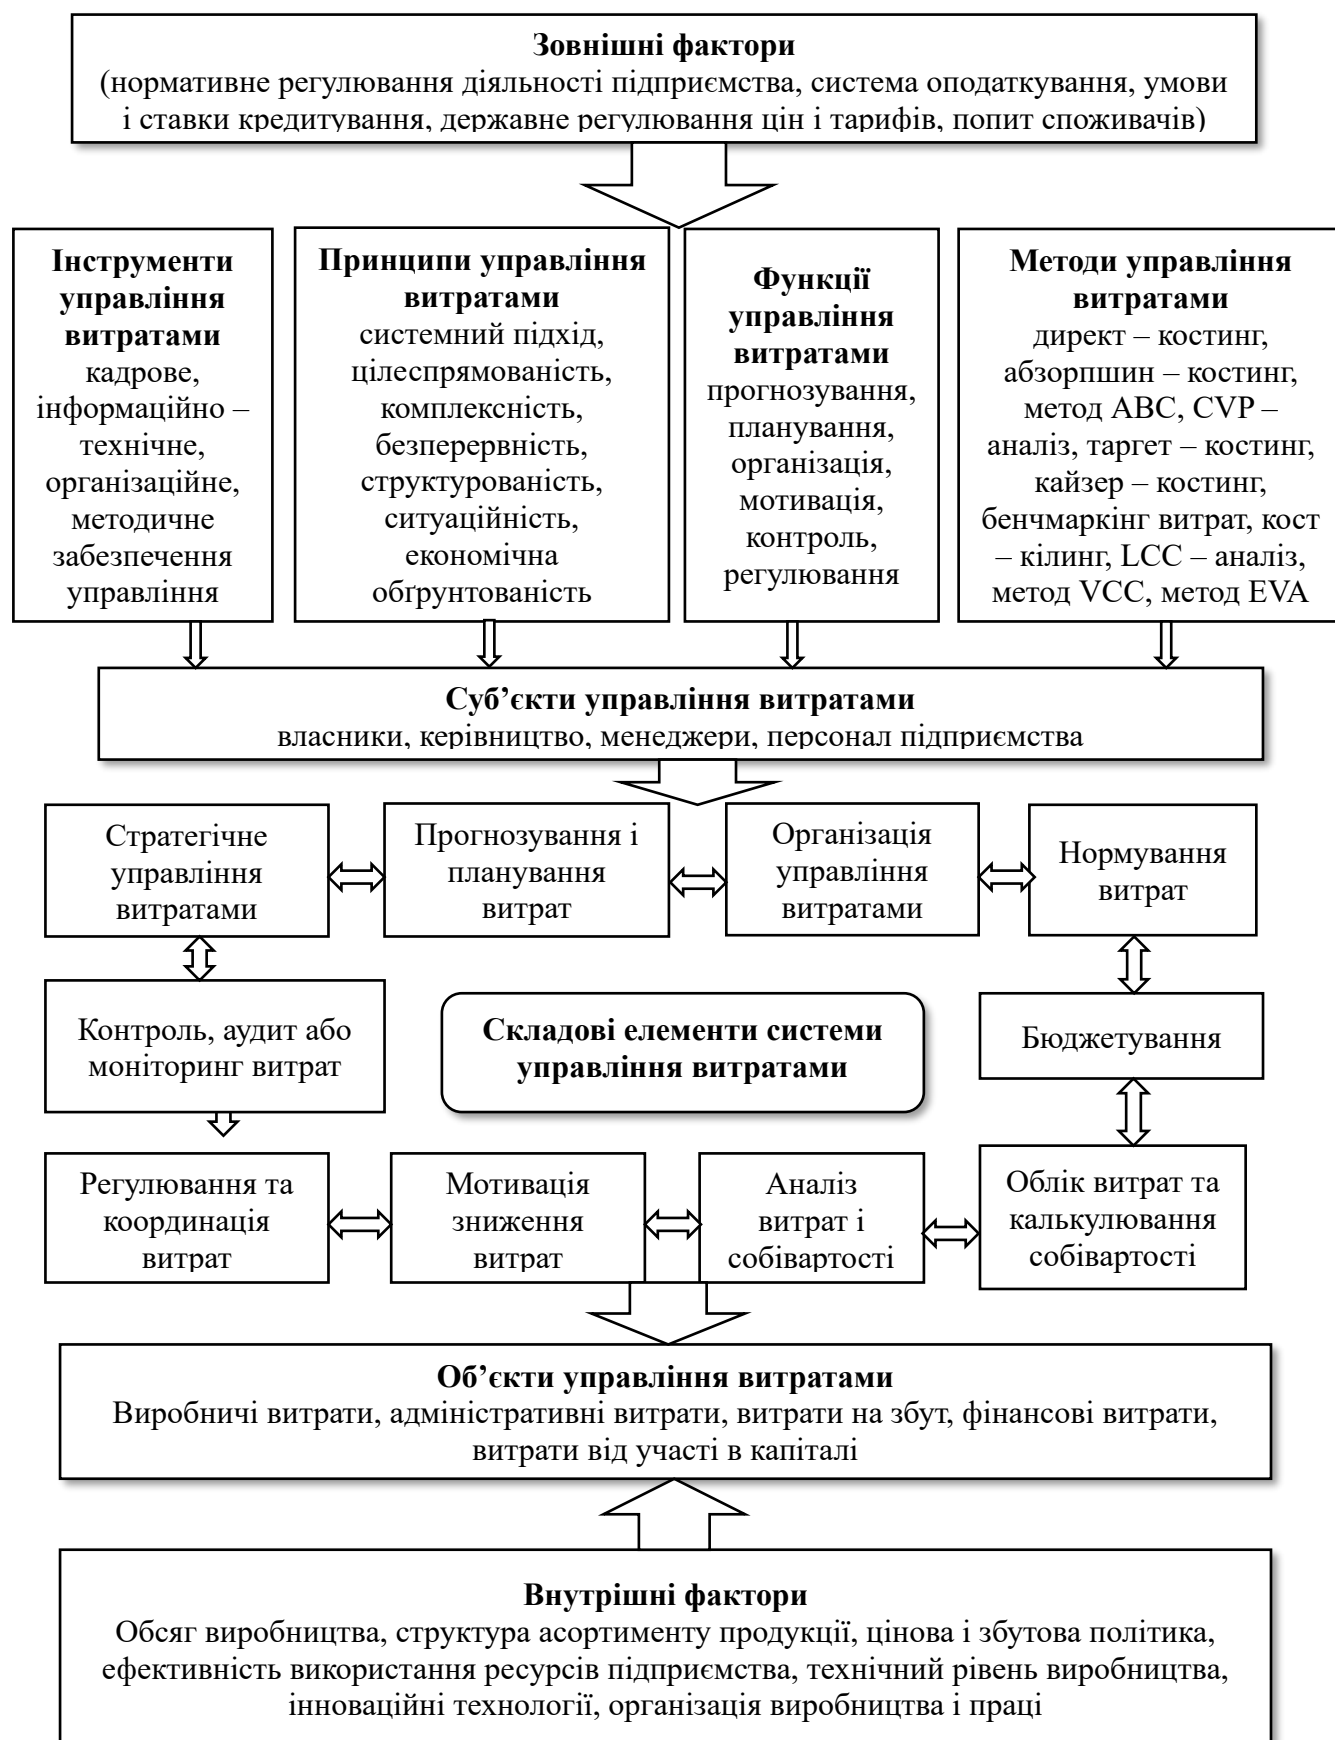 Зовнішні фактори
(нормативне регулювання діяльності підприємства, система оподаткування, умови
і ставки кредитування, державне регулювання цін і тарифів, попит споживачів)
Інструменти
управління
витратами
кадрове,
інформаційно –
технічне,
організаційне,
методичне
забезпечення
управління
Принципи управління
витратами
системний підхід,
цілеспрямованість,
комплексність,
безперервність,
структурованість,
ситуаційність,
економічна
обґрунтованість
Функції
управління
витратами
прогнозування,
планування,
організація,
мотивація,
контроль,
регулювання
Методи управління
витратами
директ – костинг,
абзорпшин – костинг,
метод АВС, CVP –
аналіз, таргет – костинг,
кайзер – костинг,
бенчмаркінг витрат, кост
– кілинг, LCC – аналіз,
метод VCC, метод EVA
Суб’єкти управління витратами
власники, керівництво, менеджери, персонал підприємства
Стратегічне
управління
витратами
Прогнозування і
планування
витрат
Організація
управління
витратами
Нормування
витрат
Контроль, аудит або
моніторинг витрат
Складові елементи системи
управління витратами
Бюджетування
Регулювання та
координація
витрат
Мотивація
зниження
витрат
Аналіз
витрат і
собівартості
Облік витрат та
калькулювання
собівартості
Об’єкти управління витратами
Виробничі витрати, адміністративні витрати, витрати на збут, фінансові витрати,
витрати від участі в капіталі
Внутрішні фактори
Обсяг виробництва, структура асортименту продукції, цінова і збутова політика,
ефективність використання ресурсів підприємства, технічний рівень виробництва,
інноваційні технології, організація виробництва і праці